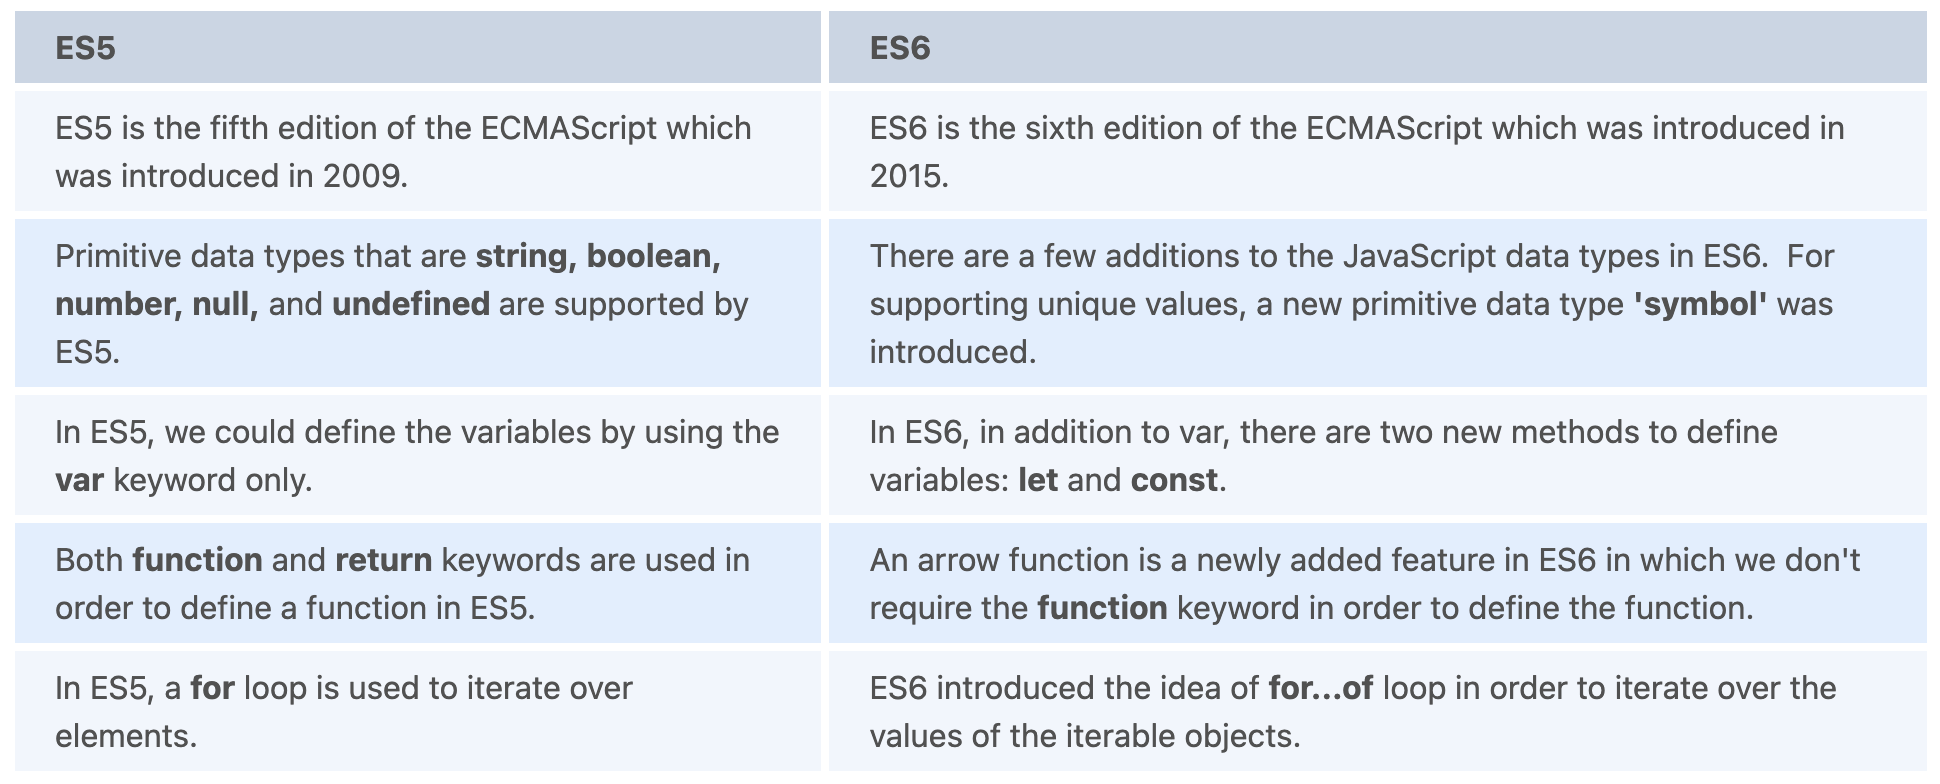 ES5
ES6
ES5 is the fifth edition of the ECMAScript which
was introduced in 2009.
ES6 is the sixth edition of the ECMAScript which was introduced in
2015.
Primitive data types that are string, boolean,
number, null, and undefined are supported by
ES5.
There are a few additions to the JavaScript data types in ES6.  For
supporting unique values, a new primitive data type 'symbol' was
introduced.
In ES5, we could define the variables by using the
var keyword only.
In ES6, in addition to var, there are two new methods to define
variables: let and const.
Both function and return keywords are used in
order to define a function in ES5.
An arrow function is a newly added feature in ES6 in which we don't
require the function keyword in order to define the function.
In ES5, a for loop is used to iterate over
elements.
ES6 introduced the idea of for...of loop in order to iterate over the
values of the iterable objects.